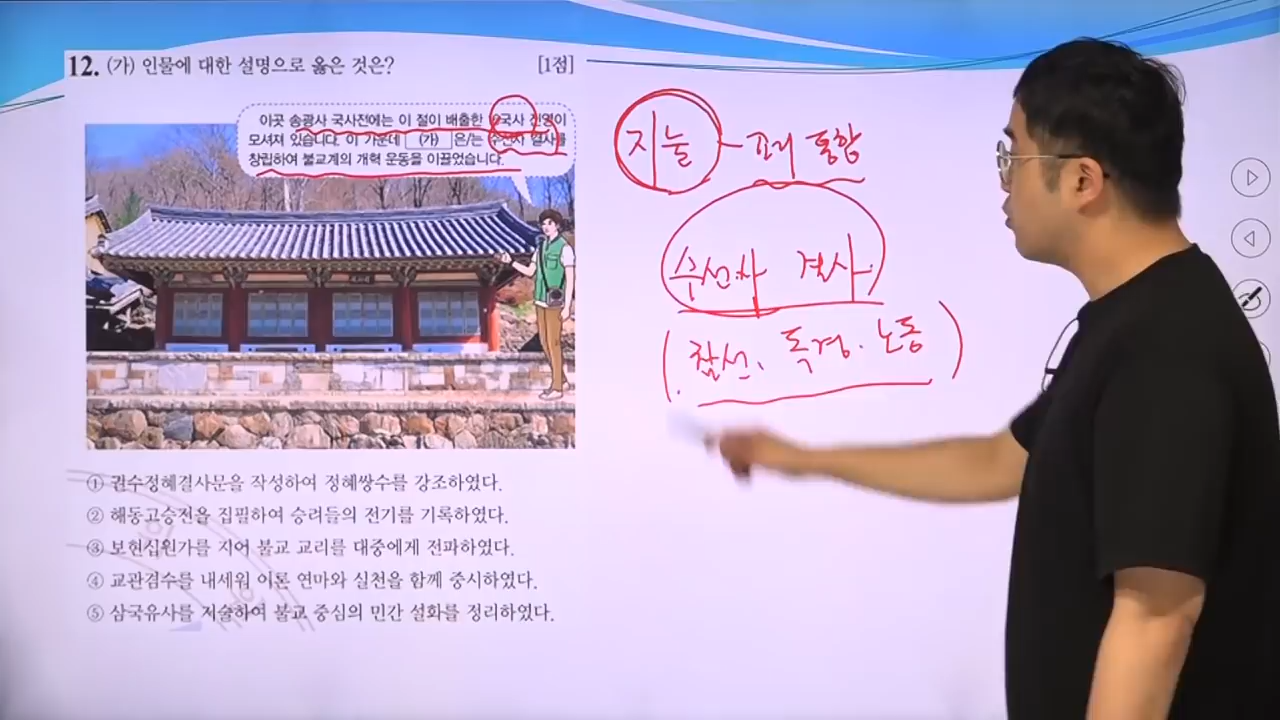 12. (가) 인물에 대한 설명으로 옳은 것은? [1점]
이곳 송광사 국사전에는 이 절이 배출한 국사 진영이
모셔져 있습니다. 이 가운데 (가) 은/는 수선사 결사를
창립하여 불교계의 개혁 운동을 이끌었습니다.
① 권수정혜결사문을 작성하여 정혜쌍수를 강조하였다.
② 해동고승전을 집필하여 승려들의 전기를 기록하였다.
③ 보현십원가를 지어 불교 교리를 대중에게 전파하였다.
④ 교관겸수를 내세워 이론 연마와 실천을 함께 중시하였다.
⑤ 삼국유사를 저술하여 불교 중심의 민간 설화를 정리하였다.
지눌 - 교리 통합
수선사 결사
(참선, 독경, 노동)